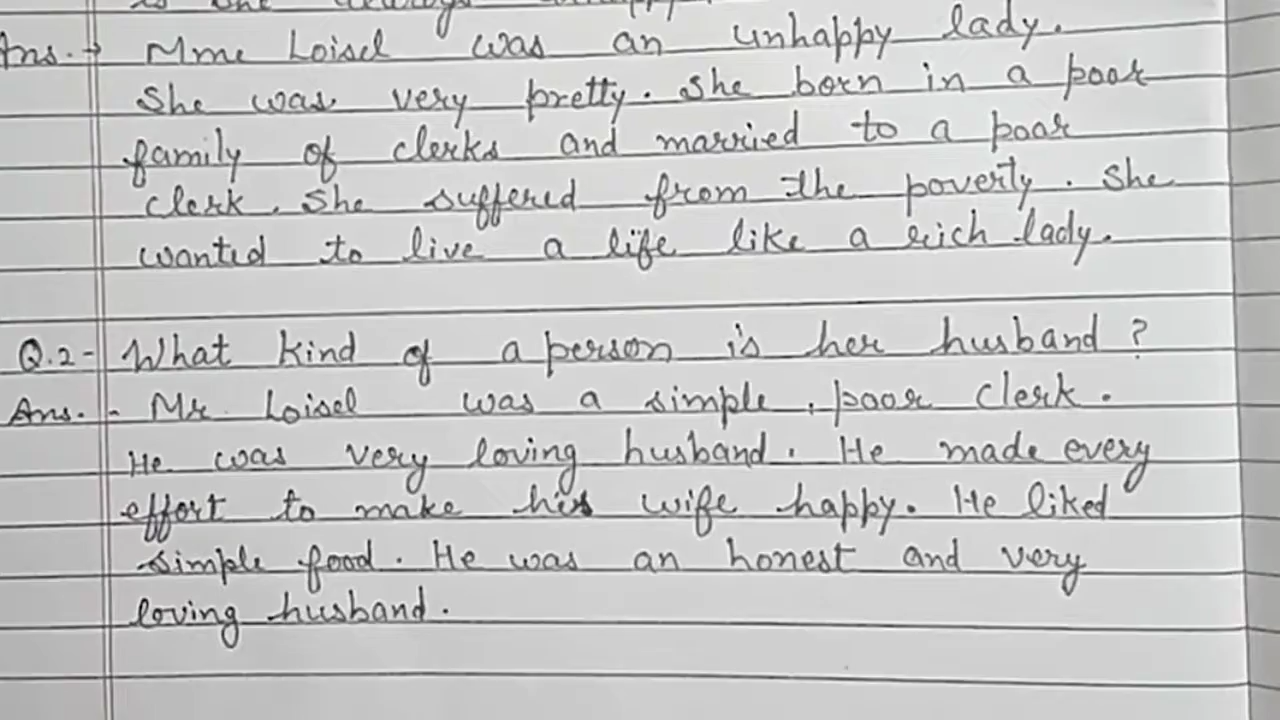 is she always unhappy?
Ans. → Mme Loisel was an unhappy lady.
She was very pretty. She born in a poor
family of clerks and married to a poor
clerk. She suffered from the poverty. She
wanted to live a life like a rich lady.
Q.2- What kind of a person is her husband?
Ans. - Mr. Loisel was a simple, poor clerk.
He was very loving husband. He made every
effort to make his wife happy. He liked
simple food. He was an honest and very
loving husband.